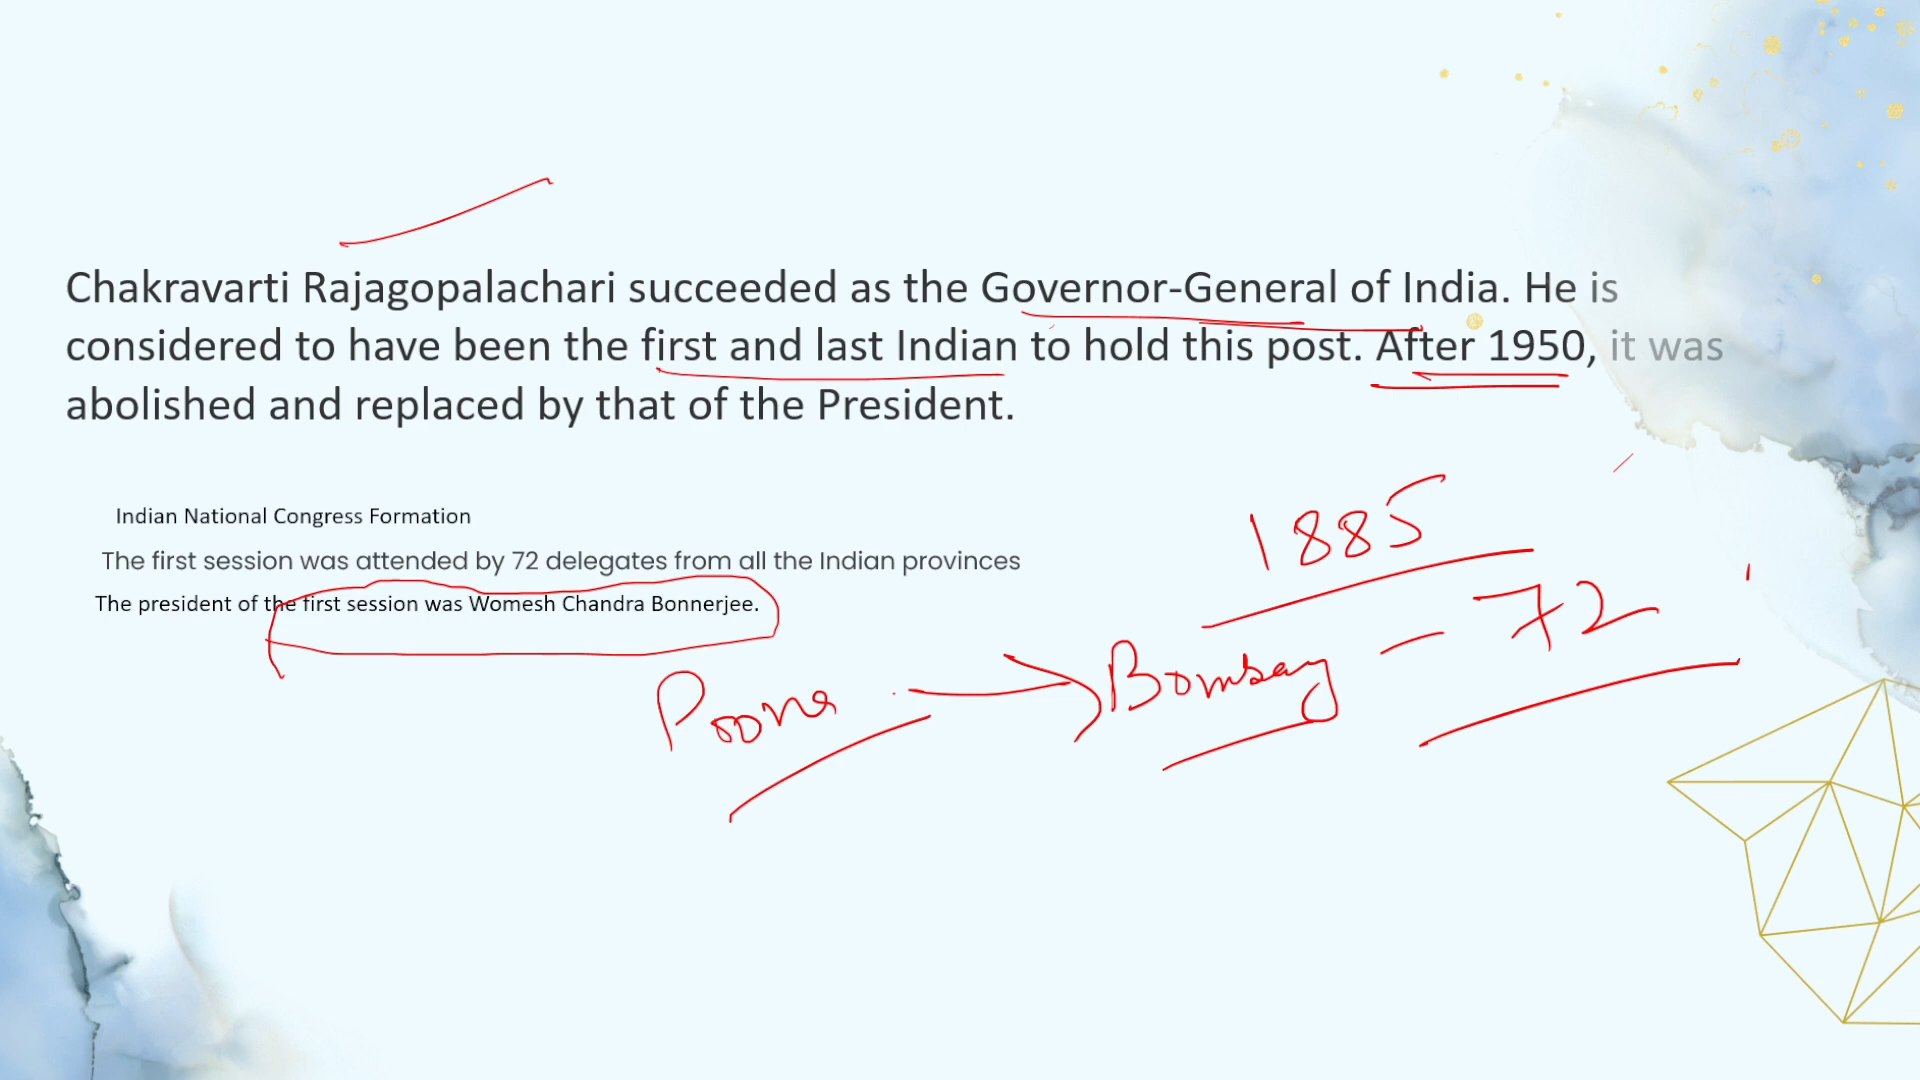 Chakravarti Rajagopalachari succeeded as the Governor-General of India. He is
considered to have been the first and last Indian to hold this post. After 1950, it was
abolished and replaced by that of the President.
Indian National Congress Formation
The first session was attended by 72 delegates from all the Indian provinces
The president of the first session was Womesh Chandra Bonnerjee.
1885
Poona → Bombay - 72